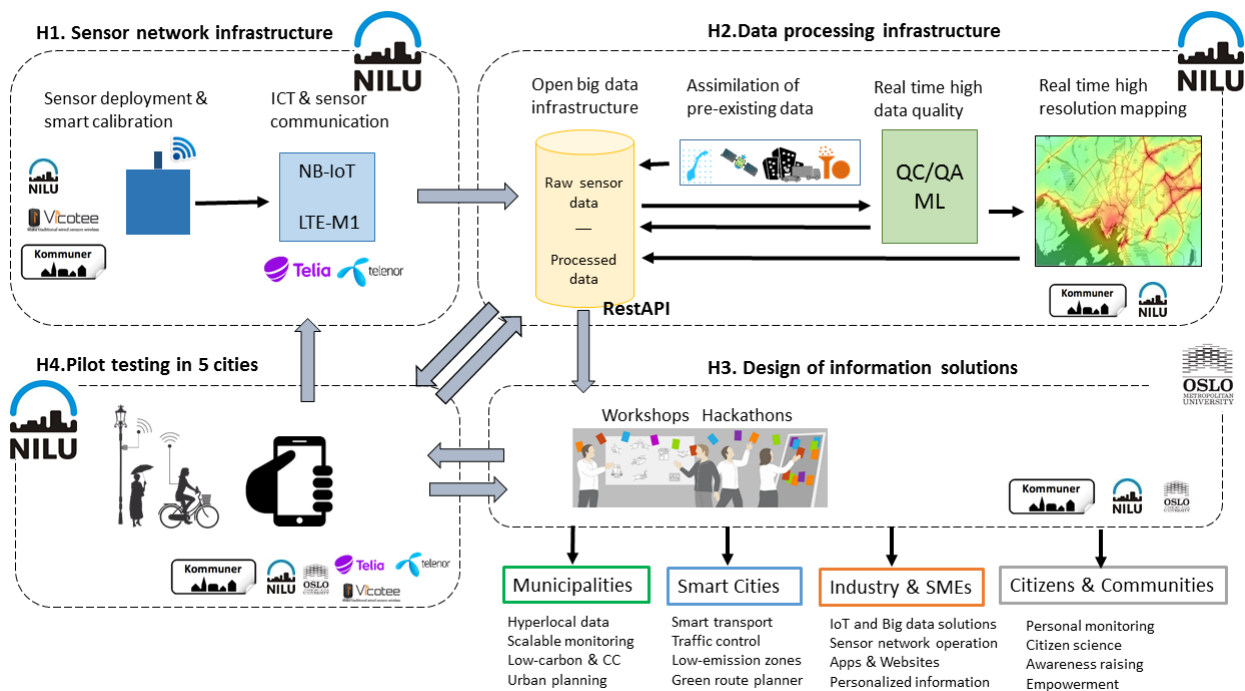 H1. Sensor network infrastructure
NILU
Sensor deployment &
smart calibration
ICT & sensor
communication
NILU
Vicotee
Make traditional wired sensors wireless
Kommuner
NB-IoT
LTE-M1
Telia
telenor
H2.Data processing infrastructure
NILU
Open big data
infrastructure
Assimilation of
pre-existing data
Real time high
data quality
Real time high
resolution mapping
Raw sensor
data
—
Processed
data
RestAPI
QC/QA
ML
Kommuner
NILU
H4.Pilot testing in 5 cities
NILU
Kommuner
NILU
OSLO
Telia
telenor
Vicotee
H3. Design of information solutions
OSLO
METROPOLITAN
UNIVERSITY
Workshops Hackathons
Kommuner
NILU
OSLO
Municipalities
Hyperlocal data
Scalable monitoring
Low-carbon & CC
Urban planning
Smart Cities
Smart transport
Traffic control
Low-emission zones
Green route planner
Industry & SMEs
IoT and Big data solutions
Sensor network operation
Apps & Websites
Personalized information
Citizens & Communities
Personal monitoring
Citizen science
Awareness raising
Empowerment